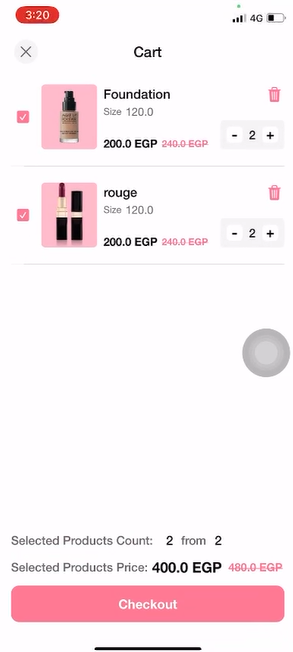 3:20
4G
Cart
Foundation
Size 120.0
200.0 EGP 240.0 EGP
- 2 +
rouge
Size 120.0
200.0 EGP 240.0 EGP
- 2 +
Selected Products Count: 2 from 2
Selected Products Price: 400.0 EGP 480.0 EGP
Checkout